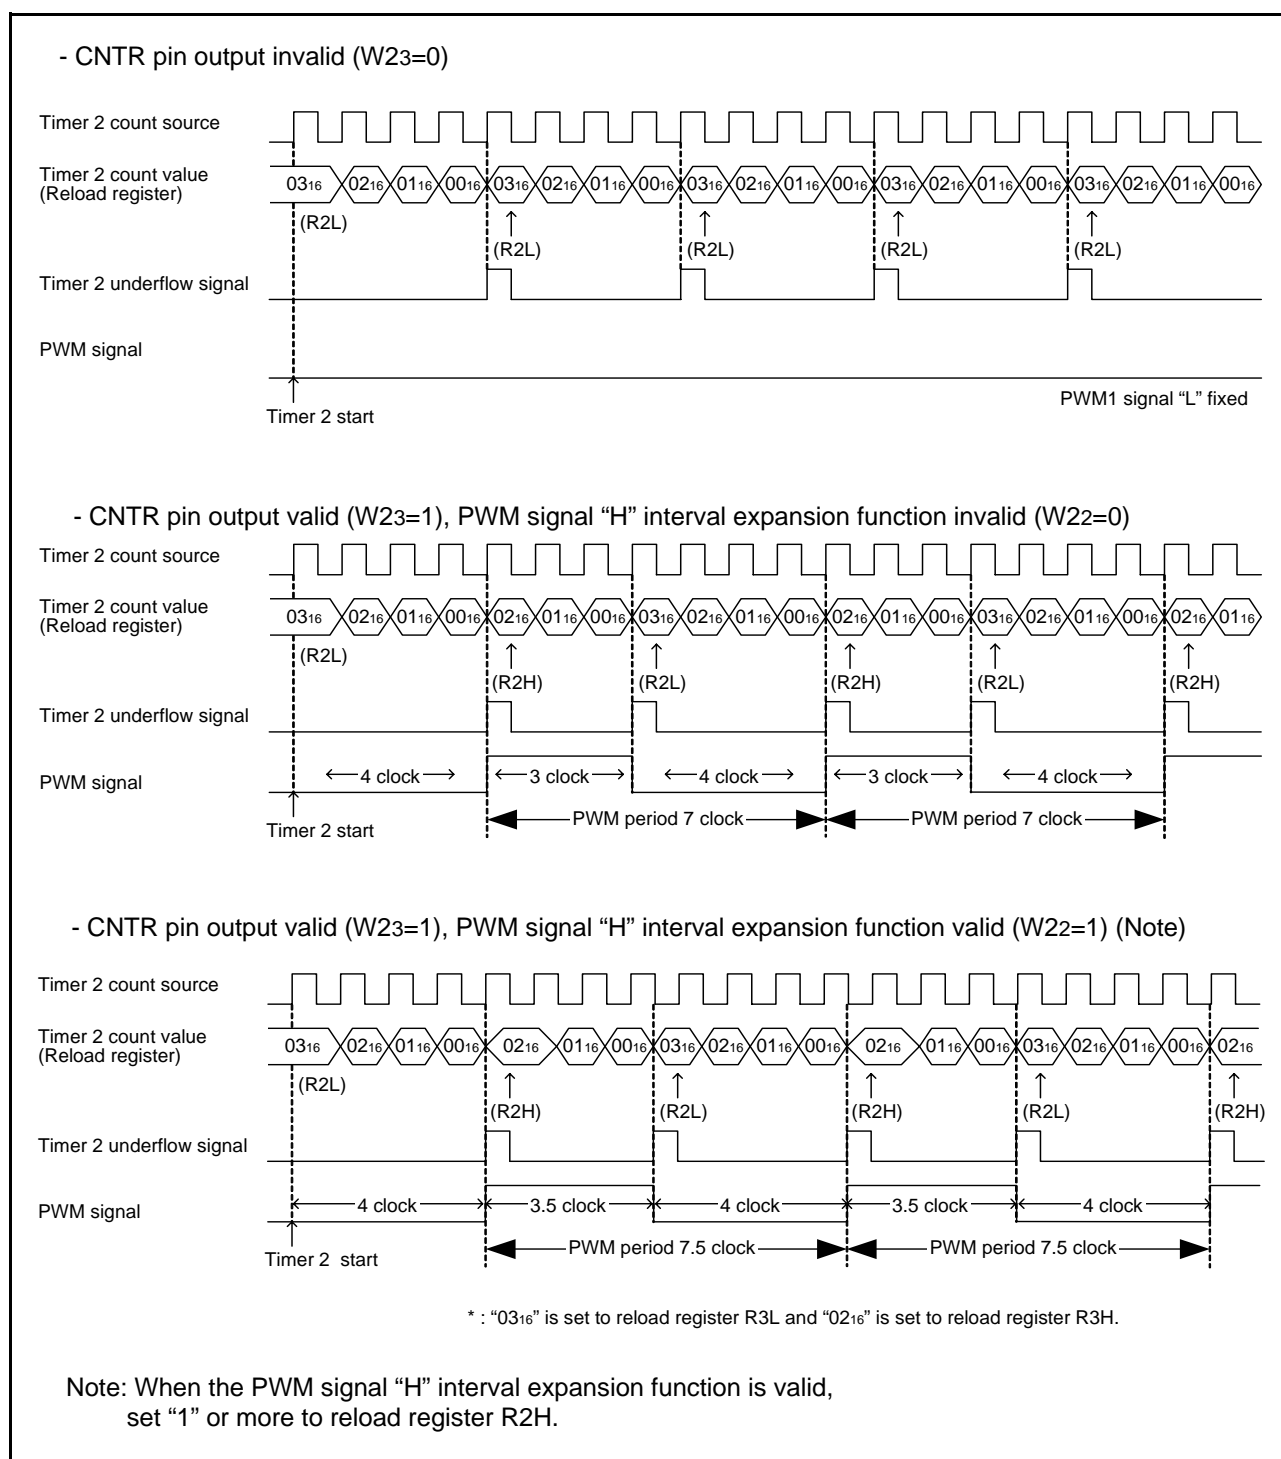 - CNTR pin output invalid (W23=0)
Timer 2 count source
Timer 2 count value
(Reload register)
0316 0216 0116 0016 0316 0216 0116 0016 0316 0216 0116 0016 0316 0216 0116 0016 0316 0216 0116 0016
(R2L)
(R2L) (R2L) (R2L) (R2L)
Timer 2 underflow signal
PWM signal
PWM1 signal “L” fixed
Timer 2 start
- CNTR pin output valid (W23=1), PWM signal “H” interval expansion function invalid (W22=0)
Timer 2 count source
Timer 2 count value
(Reload register)
0316 0216 0116 0016 0216 0116 0016 0316 0216 0116 0016 0216 0116 0016 0316 0216 0116 0016 0216 0116
(R2L)
(R2H) (R2L) (R2H) (R2L) (R2H)
Timer 2 underflow signal
PWM signal
4 clock 3 clock 4 clock 3 clock 4 clock
PWM period 7 clock PWM period 7 clock
Timer 2 start
- CNTR pin output valid (W23=1), PWM signal “H” interval expansion function valid (W22=1) (Note)
Timer 2 count source
Timer 2 count value
(Reload register)
0316 0216 0116 0016 0216 0116 0016 0316 0216 0116 0016 0216 0116 0016 0316 0216 0116 0016 0216
(R2L)
(R2H) (R2L) (R2H) (R2L) (R2H)
Timer 2 underflow signal
PWM signal
4 clock 3.5 clock 4 clock 3.5 clock 4 clock
PWM period 7.5 clock PWM period 7.5 clock
Timer 2 start
* : “0316” is set to reload register R3L and “0216” is set to reload register R3H.
Note: When the PWM signal “H” interval expansion function is valid,
set “1” or more to reload register R2H.